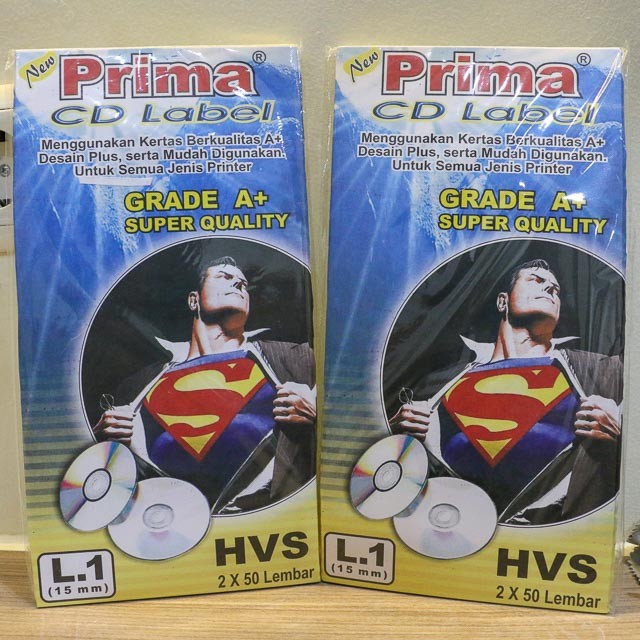 New
Prima®
CD Label
Menggunakan Kertas Berkualitas A+
Desain Plus, serta Mudah Digunakan.
Untuk Semua Jenis Printer
GRADE A+
SUPER QUALITY
S
L.1
(15 mm)
HVS
2 X 50 Lembar
New
Prima®
CD Label
Menggunakan Kertas Berkualitas A+
Desain Plus, serta Mudah Digunakan.
Untuk Semua Jenis Printer
GRADE A+
SUPER QUALITY
S
L.1
(15 mm)
HVS
2 X 50 Lembar